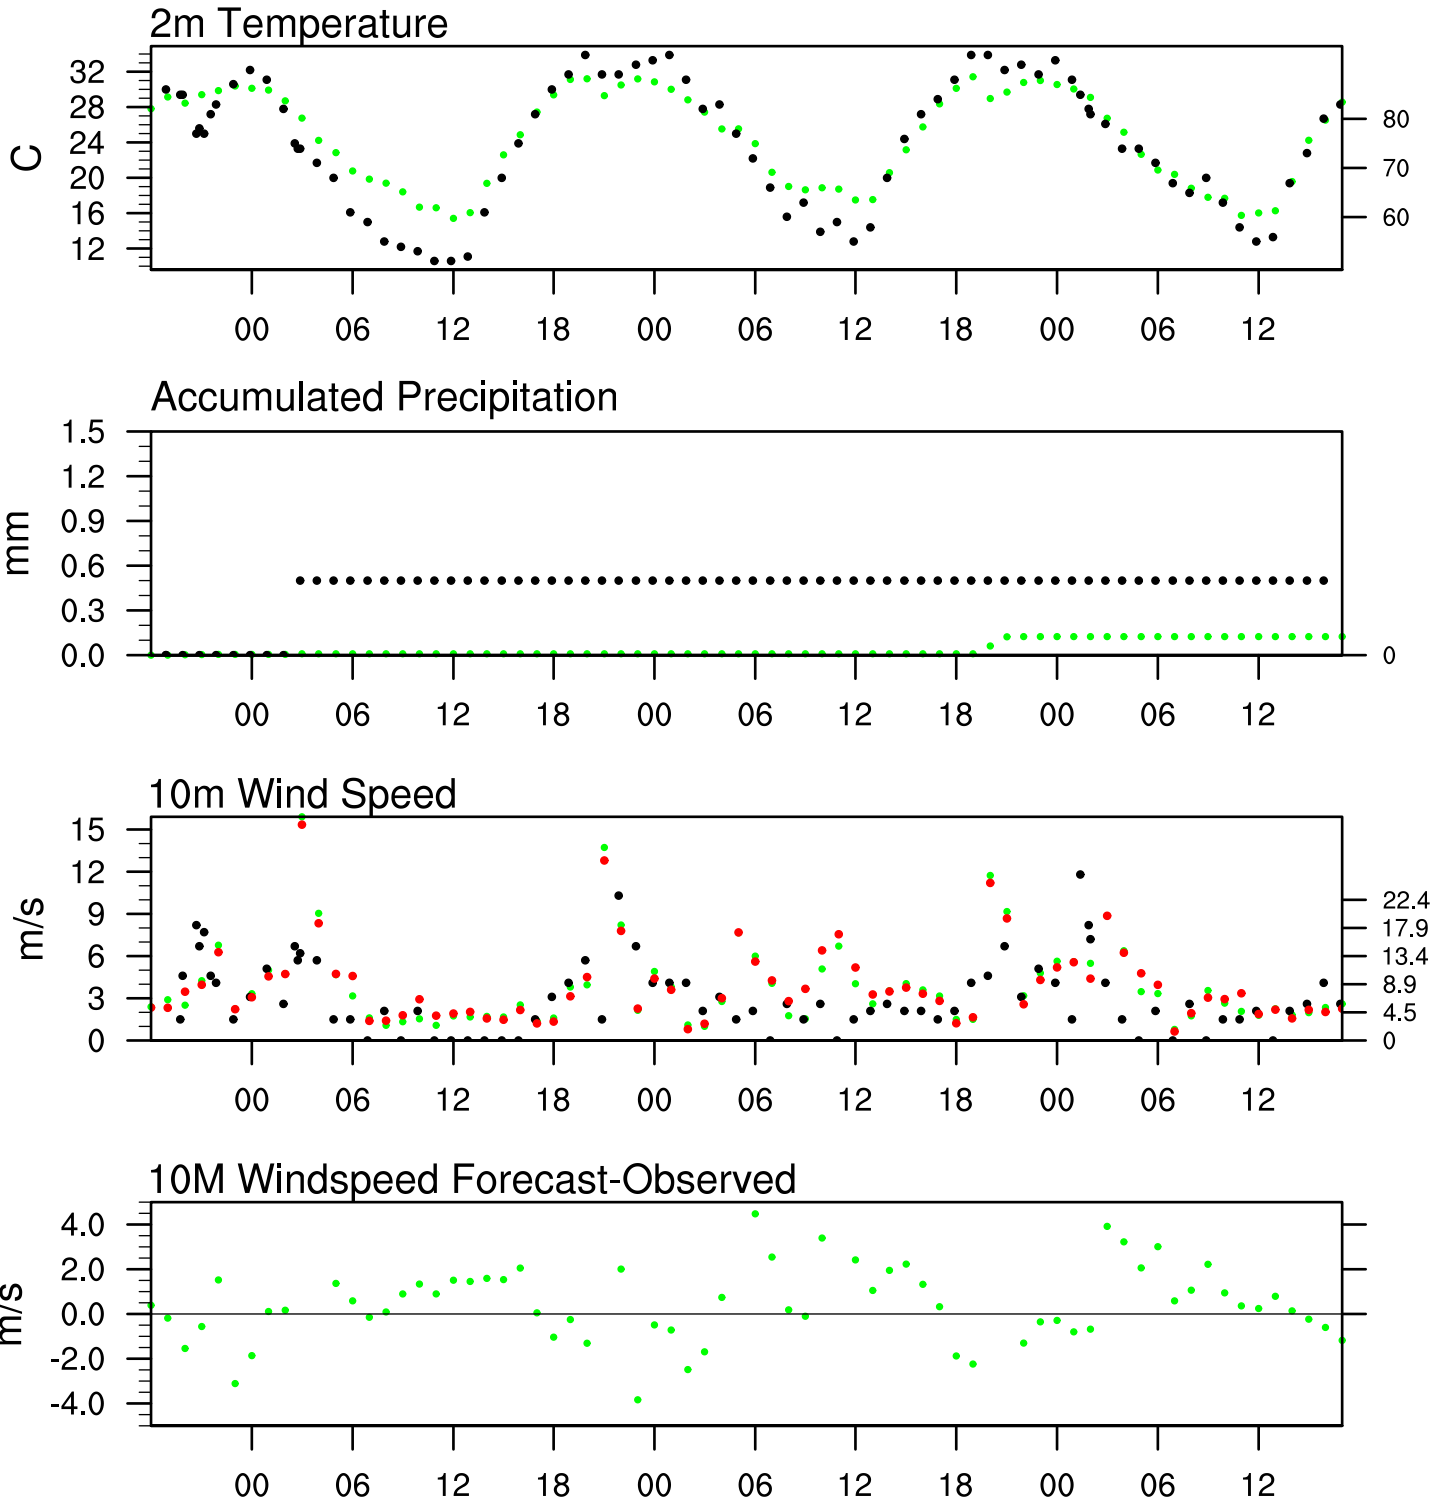 2m Temperature
32
28
24
20
16
12
C
80
70
60
00 06 12 18 00 06 12 18 00 06 12
Accumulated Precipitation
1.5
1.2
0.9
0.6
0.3
0.0
mm
0
00 06 12 18 00 06 12 18 00 06 12
10m Wind Speed
15
12
9
6
3
0
m/s
22.4
17.9
13.4
8.9
4.5
0
00 06 12 18 00 06 12 18 00 06 12
10M Windspeed Forecast-Observed
4.0
2.0
0.0
-2.0
-4.0
m/s
00 06 12 18 00 06 12 18 00 06 12